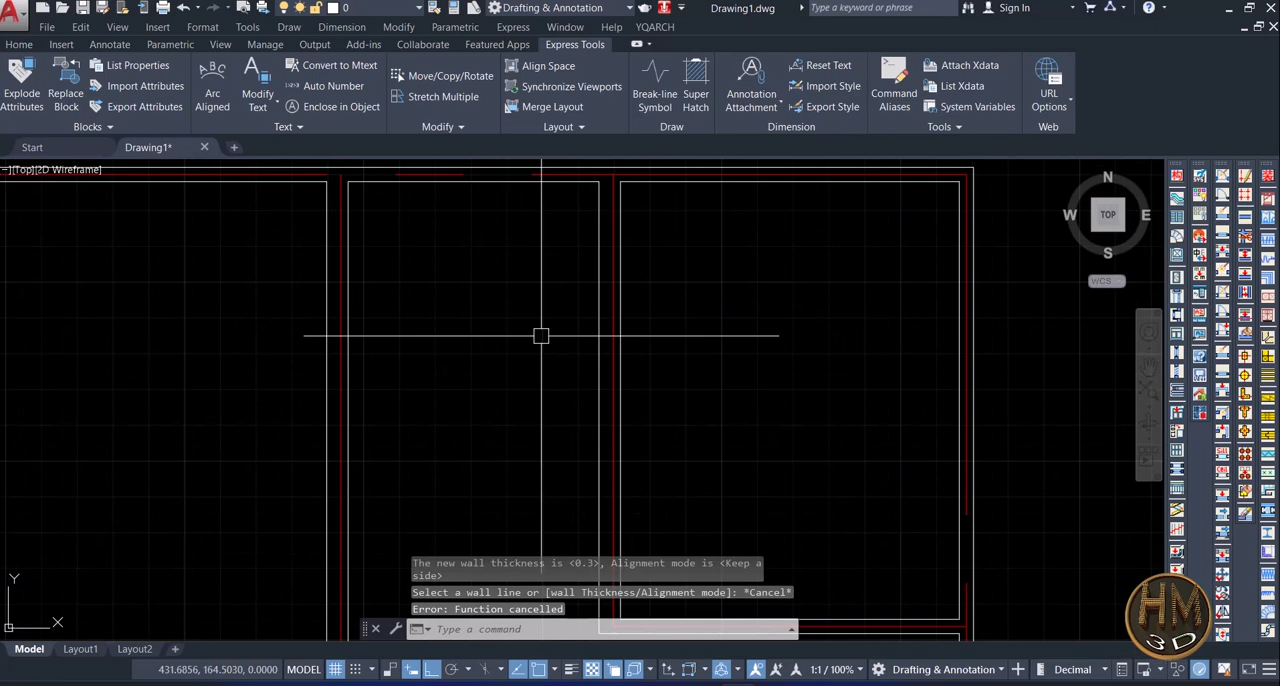 0
Drafting & Annotation
Drawing1.dwg
Type a keyword or phrase
Sign In
File Edit View Insert Format Tools Draw Dimension Modify Parametric Express Window Help YQARCH
Home Insert Annotate Parametric View Manage Output Add-ins Collaborate Featured Apps Express Tools
Explode Attributes
Replace Block
List Properties
Import Attributes
Export Attributes
Blocks
Arc Aligned
Modify Text
Convert to Mtext
Auto Number
Enclose in Object
Text
Move/Copy/Rotate
Stretch Multiple
Modify
Align Space
Synchronize Viewports
Merge Layout
Layout
Break-line Symbol
Super Hatch
Draw
Annotation Attachment
Reset Text
Import Style
Export Style
Dimension
Command Aliases
Attach Xdata
List Xdata
System Variables
Tools
URL Options
Web
Start Drawing1*
−][Top][2D Wireframe]
N
W TOP E
S
WCS
The new wall thickness is <0.3>, Alignment mode is <Keep a
side>
Select a wall line or [wall Thickness/Alignment mode]: *Cancel*
Error: Function cancelled
Type a command
Y
X
HM
3D
Model Layout1 Layout2 +
431.6856, 164.5030, 0.0000 MODEL 1:1 / 100% Drafting & Annotation Decimal